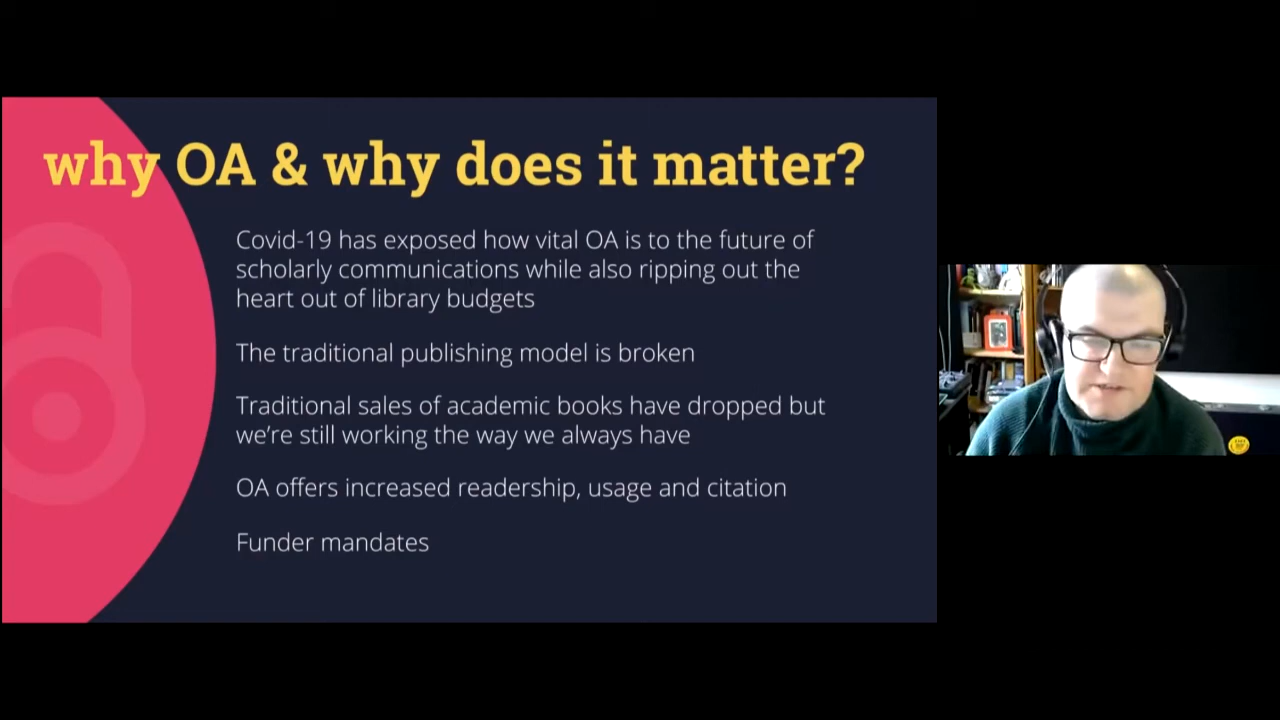 why OA & why does it matter?
Covid-19 has exposed how vital OA is to the future of
scholarly communications while also ripping out the
heart out of library budgets
The traditional publishing model is broken
Traditional sales of academic books have dropped but
we’re still working the way we always have
OA offers increased readership, usage and citation
Funder mandates